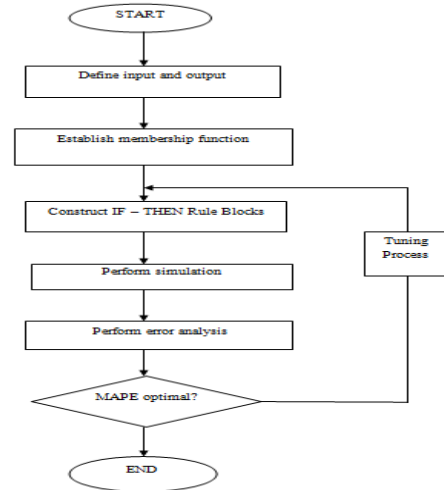 START
Define input and output
Establish membership function
Construct IF – THEN Rule Blocks
Tuning
Process
Perform simulation
Perform error analysis
MAPE optimal?
END